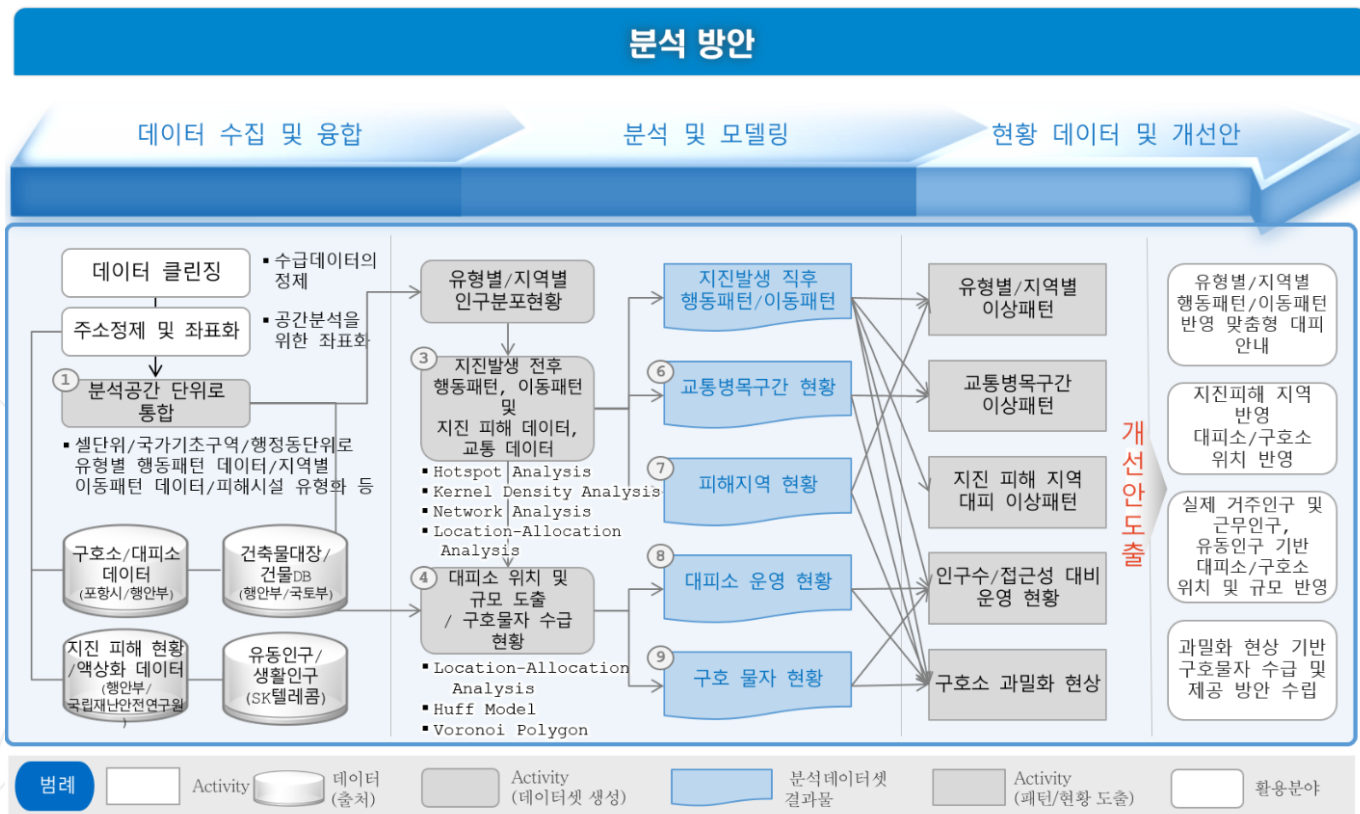 분석 방안
데이터 수집 및 융합
분석 및 모델링
현황 데이터 및 개선안
데이터 클린징
▪ 수급데이터의
정제
주소정제 및 좌표화
▪ 공간분석을
위한 좌표화
1
분석공간 단위로
통합
▪ 셀단위/국가기초구역/행정동단위로
유형별 행동패턴 데이터/지역별
이동패턴 데이터/피해시설 유형화 등
구호소/대피소
데이터
(포항시/행안부)
건축물대장/
건물DB
(행안부/국토부)
지진 피해 현황
/액상화 데이터
(행안부/
국립재난안전연구원
)
유동인구/
생활인구
(SK텔레콤)
유형별/지역별
인구분포현황
3
지진발생 전후
행동패턴, 이동패턴
및
지진 피해 데이터,
교통 데이터
▪ Hotspot Analysis
▪ Kernel Density Analysis
▪ Network Analysis
▪ Location-Allocation
Analysis
4
대피소 위치 및
규모 도출
/ 구호물자 수급
현황
▪ Location-Allocation
Analysis
▪ Huff Model
▪ Voronoi Polygon
지진발생 직후
행동패턴/이동패턴
6
교통병목구간 현황
7
피해지역 현황
8
대피소 운영 현황
9
구호 물자 현황
유형별/지역별
이상패턴
교통병목구간
이상패턴
지진 피해 지역
대피 이상패턴
인구수/접근성 대비
운영 현황
구호소 과밀화 현상
개선안도출
유형별/지역별
행동패턴/이동패턴
반영 맞춤형 대피
안내
지진피해 지역
반영
대피소/구호소
위치 반영
실제 거주인구 및
근무인구,
유동인구 기반
대피소/구호소
위치 및 규모 반영
과밀화 현상 기반
구호물자 수급 및
제공 방안 수립
범례
Activity
데이터
(출처)
Activity
(데이터셋 생성)
분석데이터셋
결과물
Activity
(패턴/현황 도출)
활용분야